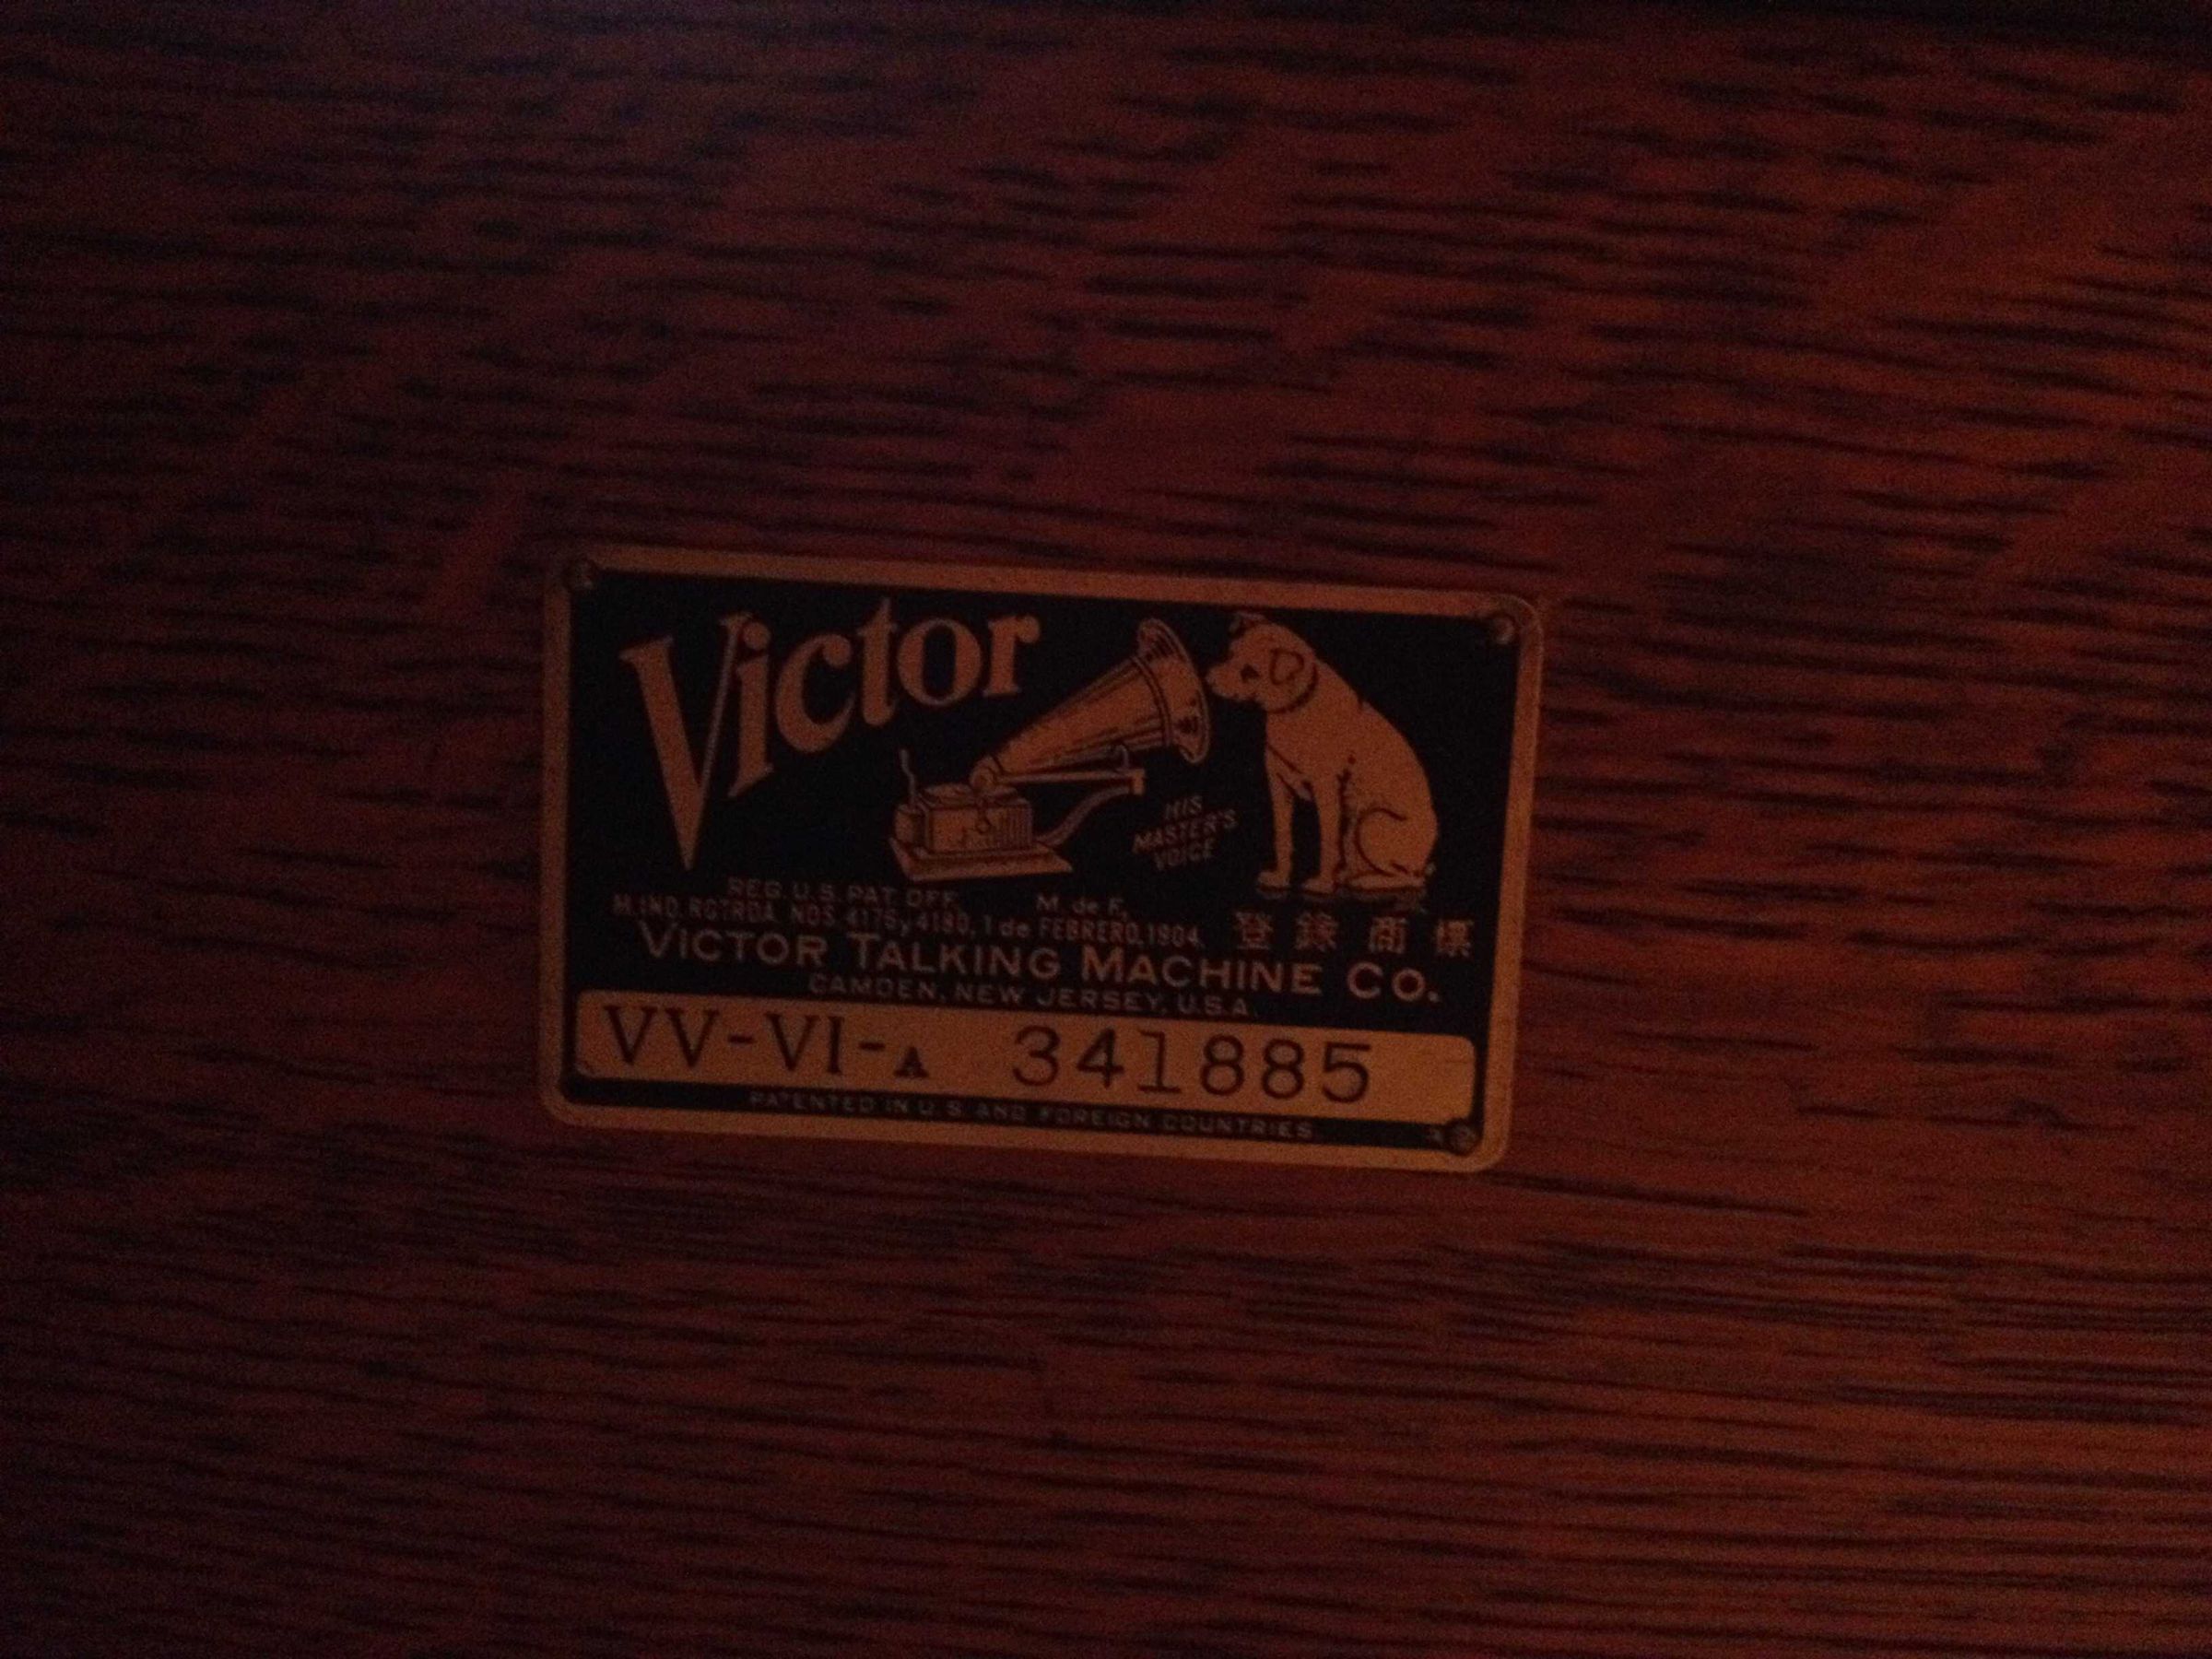 Victor
HIS
MASTER'S
VOICE
REG. U.S. PAT. OFF. M. de F.
M. IND. RGTRDA. NOS. 4175 y 4180, 1 de FEBRERO, 1904. 登錄商標
VICTOR TALKING MACHINE CO.
CAMDEN, NEW JERSEY, U.S.A.
VV-VI-A 341885
PATENTED IN U.S. AND FOREIGN COUNTRIES.